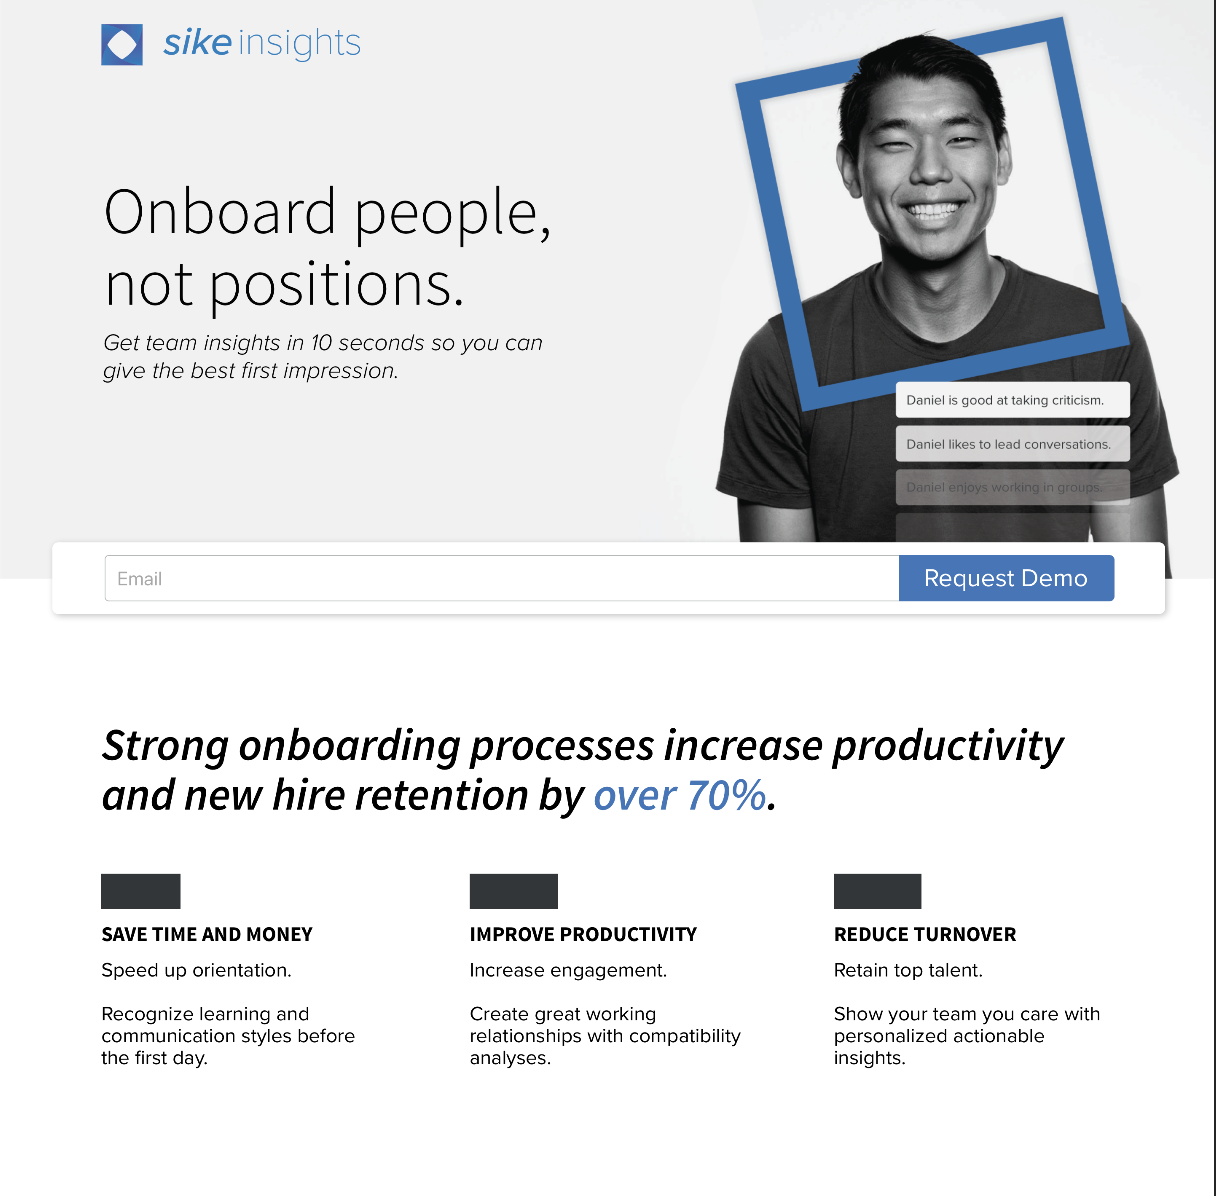 sike insights
Onboard people,
not positions.
Get team insights in 10 seconds so you can
give the best first impression.
Daniel is good at taking criticism.
Daniel likes to lead conversations.
Daniel enjoys working in groups.
Email
Request Demo
Strong onboarding processes increase productivity
and new hire retention by over 70%.
SAVE TIME AND MONEY
Speed up orientation.
Recognize learning and
communication styles before
the first day.
IMPROVE PRODUCTIVITY
Increase engagement.
Create great working
relationships with compatibility
analyses.
REDUCE TURNOVER
Retain top talent.
Show your team you care with
personalized actionable
insights.